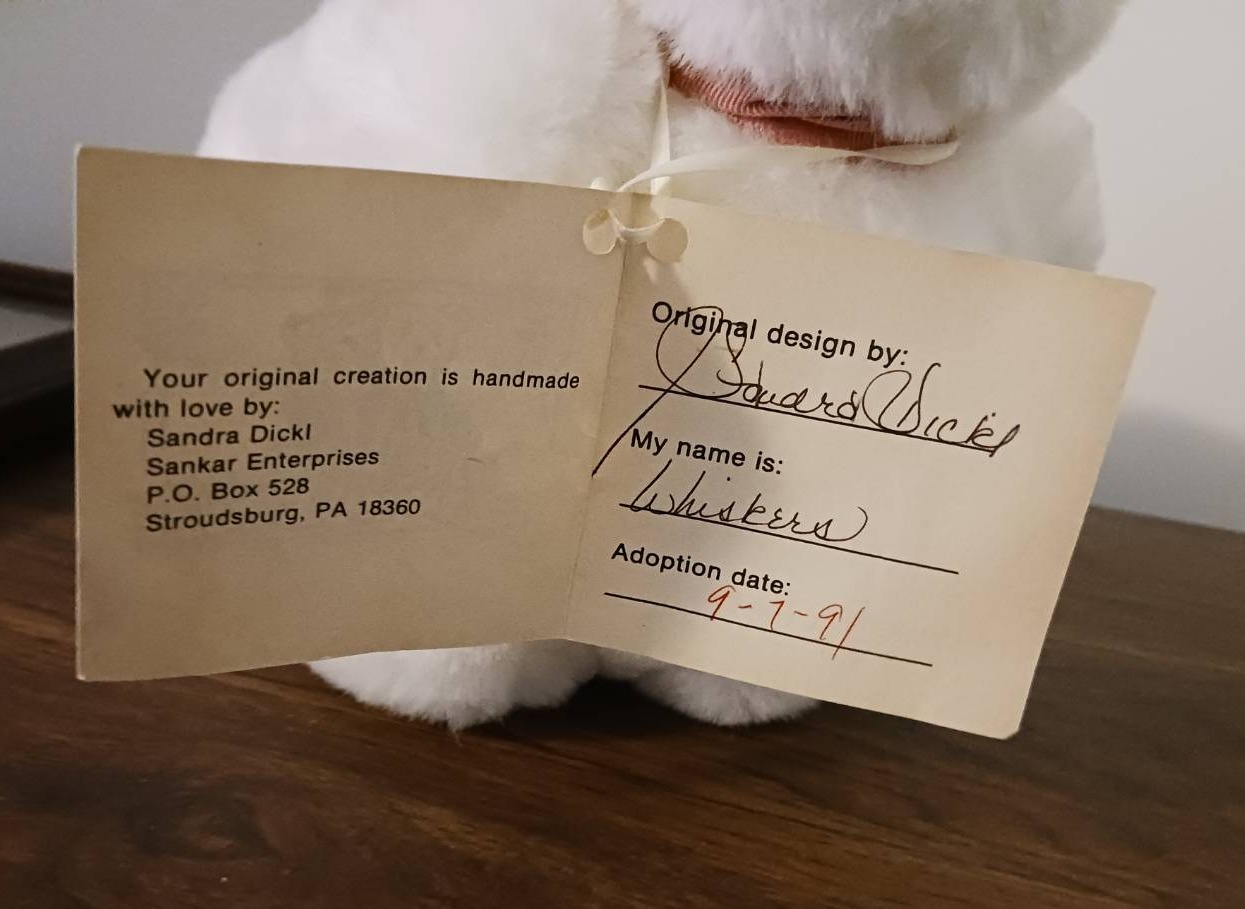 Your original creation is handmade
with love by:
Sandra Dickl
Sankar Enterprises
P.O. Box 528
Stroudsburg, PA 18360
Original design by:
Sandra Dickl
My name is:
Whiskers
Adoption date:
9-7-91